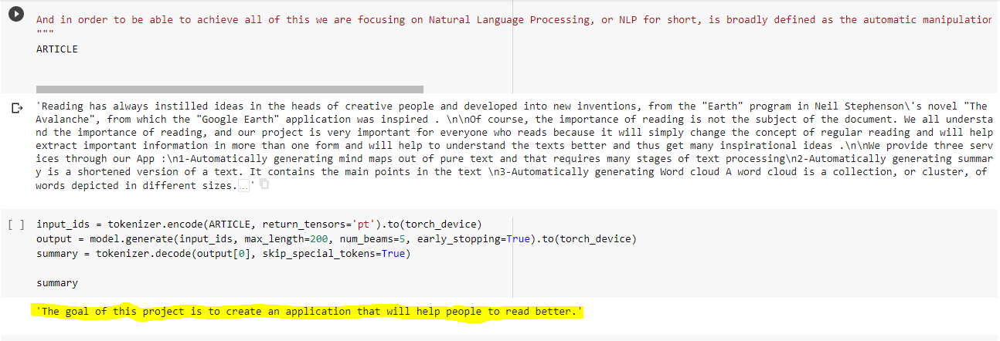 And in order to be able to achieve all of this we are focusing on Natural Language Processing, or NLP for short, is broadly defined as the automatic manipulation
"""
ARTICLE
'Reading has always instilled ideas in the heads of creative people and developed into new inventions, from the "Earth" program in Neil Stephenson\'s novel "The
Avalanche", from which the "Google Earth" application was inspired . \n\nOf course, the importance of reading is not the subject of the document. We all understa
nd the importance of reading, and our project is very important for everyone who reads because it will simply change the concept of regular reading and will help
extract important information in more than one form and will help to understand the texts better and thus get many inspirational ideas .\n\nWe provide three serv
ices through our App :\n1-Automatically generating mind maps out of pure text and that requires many stages of text processing\n2-Automatically generating summar
y is a shortened version of a text. It contains the main points in the text \n3-Automatically generating Word cloud A word cloud is a collection, or cluster, of
words depicted in different sizes.…'
[ ] input_ids = tokenizer.encode(ARTICLE, return_tensors='pt').to(torch_device)
output = model.generate(input_ids, max_length=200, num_beams=5, early_stopping=True).to(torch_device)
summary = tokenizer.decode(output[0], skip_special_tokens=True)
summary
'The goal of this project is to create an application that will help people to read better.'